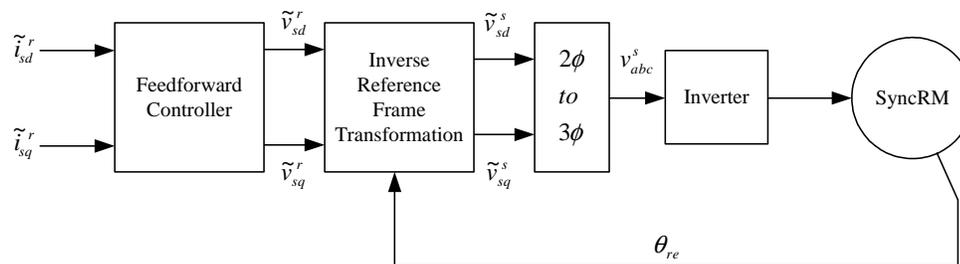 ĩ^r_sd
ĩ^r_sq
Feedforward
Controller
ṽ^r_sd
ṽ^r_sq
Inverse
Reference
Frame
Transformation
ṽ^s_sd
ṽ^s_sq
2ϕ
to
3ϕ
v^s_abc
Inverter
SyncRM
θ_re